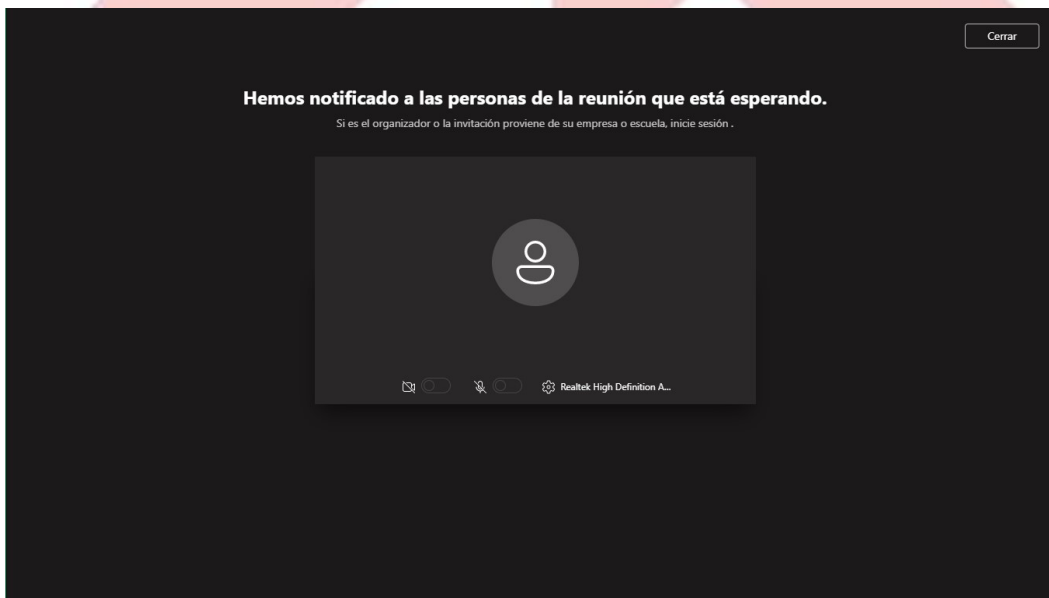 Cerrar
Hemos notificado a las personas de la reunión que está esperando.
Si es el organizador o la invitación proviene de su empresa o escuela, inicie sesión .
Realtek High Definition A...